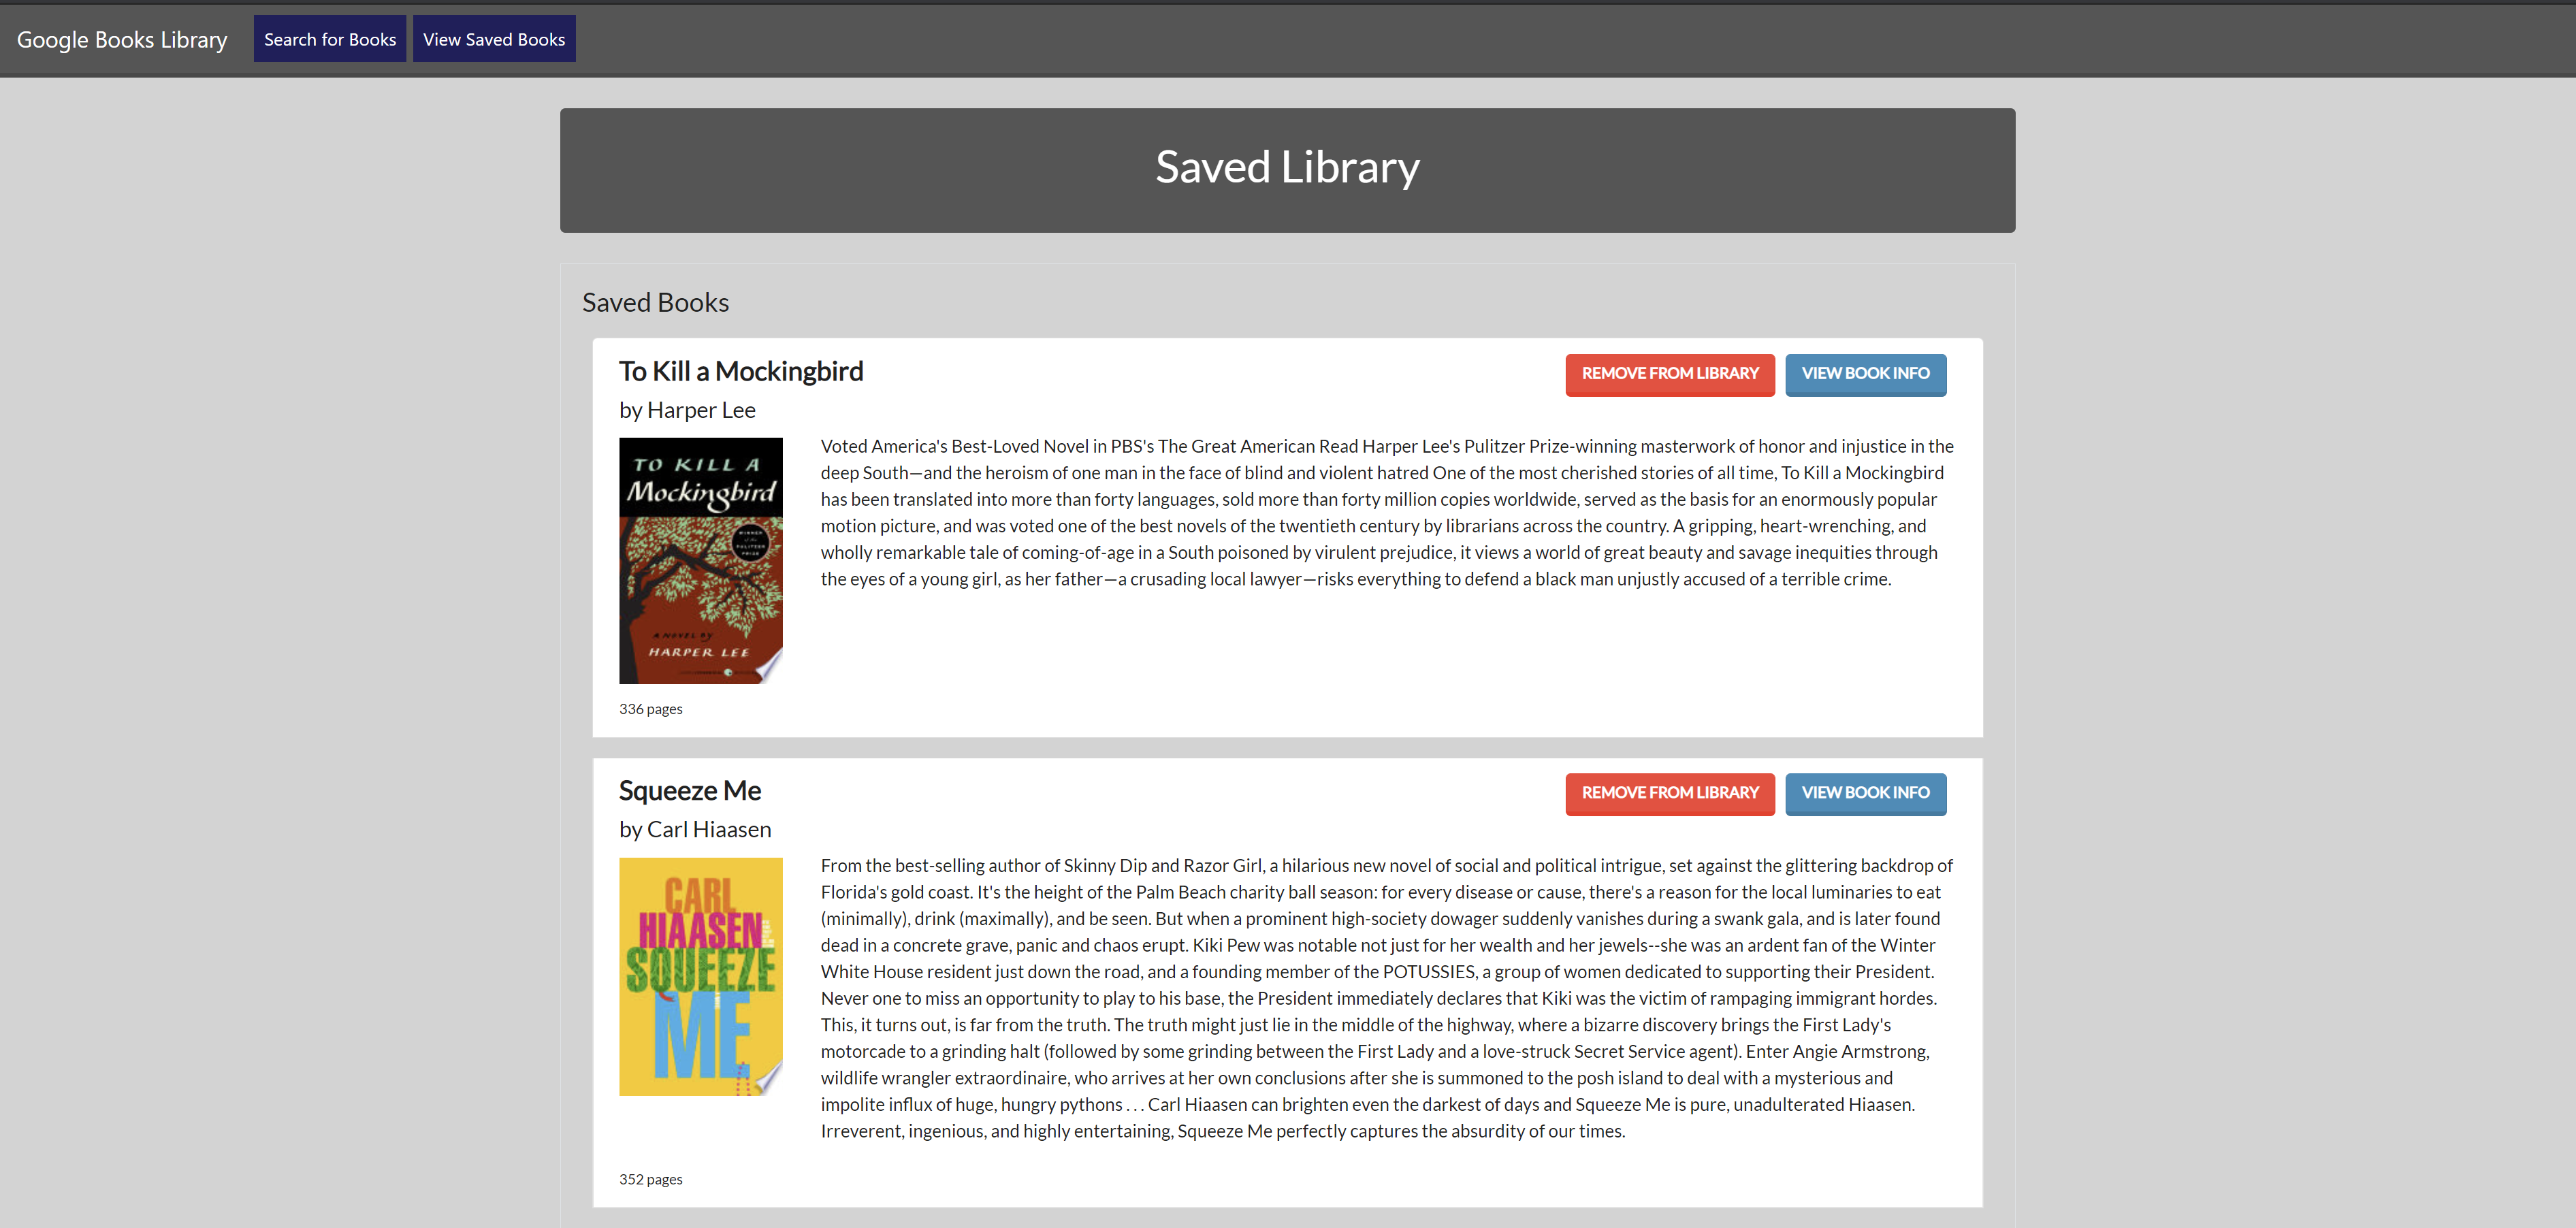 Google Books Library Search for Books View Saved Books
Saved Library
Saved Books
To Kill a Mockingbird REMOVE FROM LIBRARY VIEW BOOK INFO
by Harper Lee
TO KILL A
Mockingbird
WINNER
of the
PULITZER
PRIZE
A NOVEL BY
HARPER LEE
Voted America's Best-Loved Novel in PBS's The Great American Read Harper Lee's Pulitzer Prize-winning masterwork of honor and injustice in the
deep South—and the heroism of one man in the face of blind and violent hatred One of the most cherished stories of all time, To Kill a Mockingbird
has been translated into more than forty languages, sold more than forty million copies worldwide, served as the basis for an enormously popular
motion picture, and was voted one of the best novels of the twentieth century by librarians across the country. A gripping, heart-wrenching, and
wholly remarkable tale of coming-of-age in a South poisoned by virulent prejudice, it views a world of great beauty and savage inequities through
the eyes of a young girl, as her father—a crusading local lawyer—risks everything to defend a black man unjustly accused of a terrible crime.
336 pages
Squeeze Me REMOVE FROM LIBRARY VIEW BOOK INFO
by Carl Hiaasen
CARL
HIAASEN
SQUEEZE
ME
From the best-selling author of Skinny Dip and Razor Girl, a hilarious new novel of social and political intrigue, set against the glittering backdrop of
Florida's gold coast. It's the height of the Palm Beach charity ball season: for every disease or cause, there's a reason for the local luminaries to eat
(minimally), drink (maximally), and be seen. But when a prominent high-society dowager suddenly vanishes during a swank gala, and is later found
dead in a concrete grave, panic and chaos erupt. Kiki Pew was notable not just for her wealth and her jewels--she was an ardent fan of the Winter
White House resident just down the road, and a founding member of the POTUSSIES, a group of women dedicated to supporting their President.
Never one to miss an opportunity to play to his base, the President immediately declares that Kiki was the victim of rampaging immigrant hordes.
This, it turns out, is far from the truth. The truth might just lie in the middle of the highway, where a bizarre discovery brings the First Lady's
motorcade to a grinding halt (followed by some grinding between the First Lady and a love-struck Secret Service agent). Enter Angie Armstrong,
wildlife wrangler extraordinaire, who arrives at her own conclusions after she is summoned to the posh island to deal with a mysterious and
impolite influx of huge, hungry pythons . . . Carl Hiaasen can brighten even the darkest of days and Squeeze Me is pure, unadulterated Hiaasen.
Irreverent, ingenious, and highly entertaining, Squeeze Me perfectly captures the absurdity of our times.
352 pages